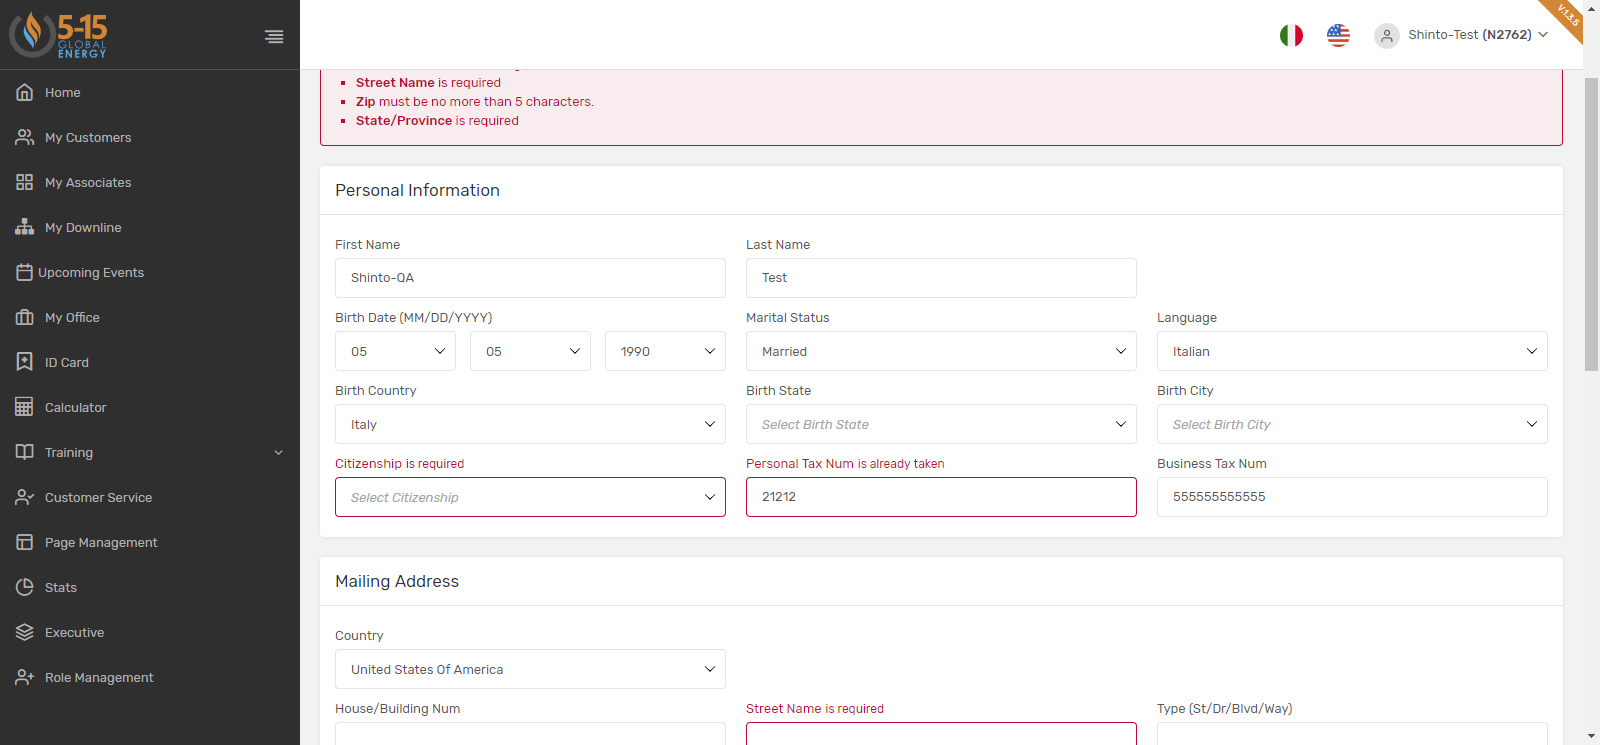 5-15
GLOBAL
ENERGY
Shinto-Test (N2762)
V.1.3.5
Home
My Customers
My Associates
My Downline
Upcoming Events
My Office
ID Card
Calculator
Training
Customer Service
Page Management
Stats
Executive
Role Management
Street Name is required
Zip must be no more than 5 characters.
State/Province is required
Personal Information
First Name
Last Name
Shinto-QA
Test
Birth Date (MM/DD/YYYY)
Marital Status
Language
05
05
1990
Married
Italian
Birth Country
Birth State
Birth City
Italy
Select Birth State
Select Birth City
Citizenship is required
Personal Tax Num is already taken
Business Tax Num
Select Citizenship
21212
555555555555
Mailing Address
Country
United States Of America
House/Building Num
Street Name is required
Type (St/Dr/Blvd/Way)